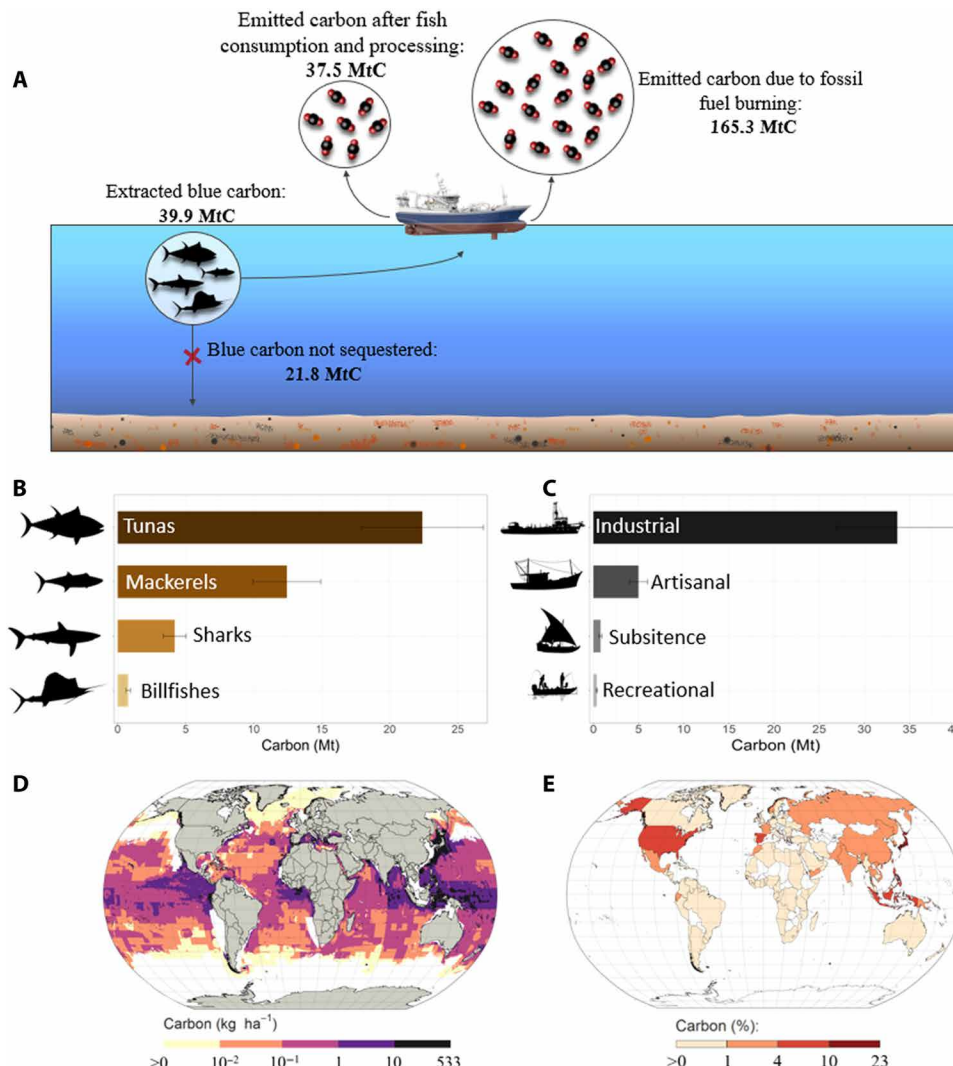 Emitted carbon after fish
consumption and processing:
37.5 MtC
A
Emitted carbon due to fossil
fuel burning:
165.3 MtC
Extracted blue carbon:
39.9 MtC
Blue carbon not sequestered:
21.8 MtC
B
Tunas
Mackerels
Sharks
Billfishes
0 5 10 15 20 25
Carbon (Mt)
C
Industrial
Artisanal
Subsitence
Recreational
0 5 10 15 20 25 30 35 40
Carbon (Mt)
D
Carbon (kg ha⁻¹)
>0 10⁻² 10⁻¹ 1 10 533
E
Carbon (%):
>0 1 4 10 23